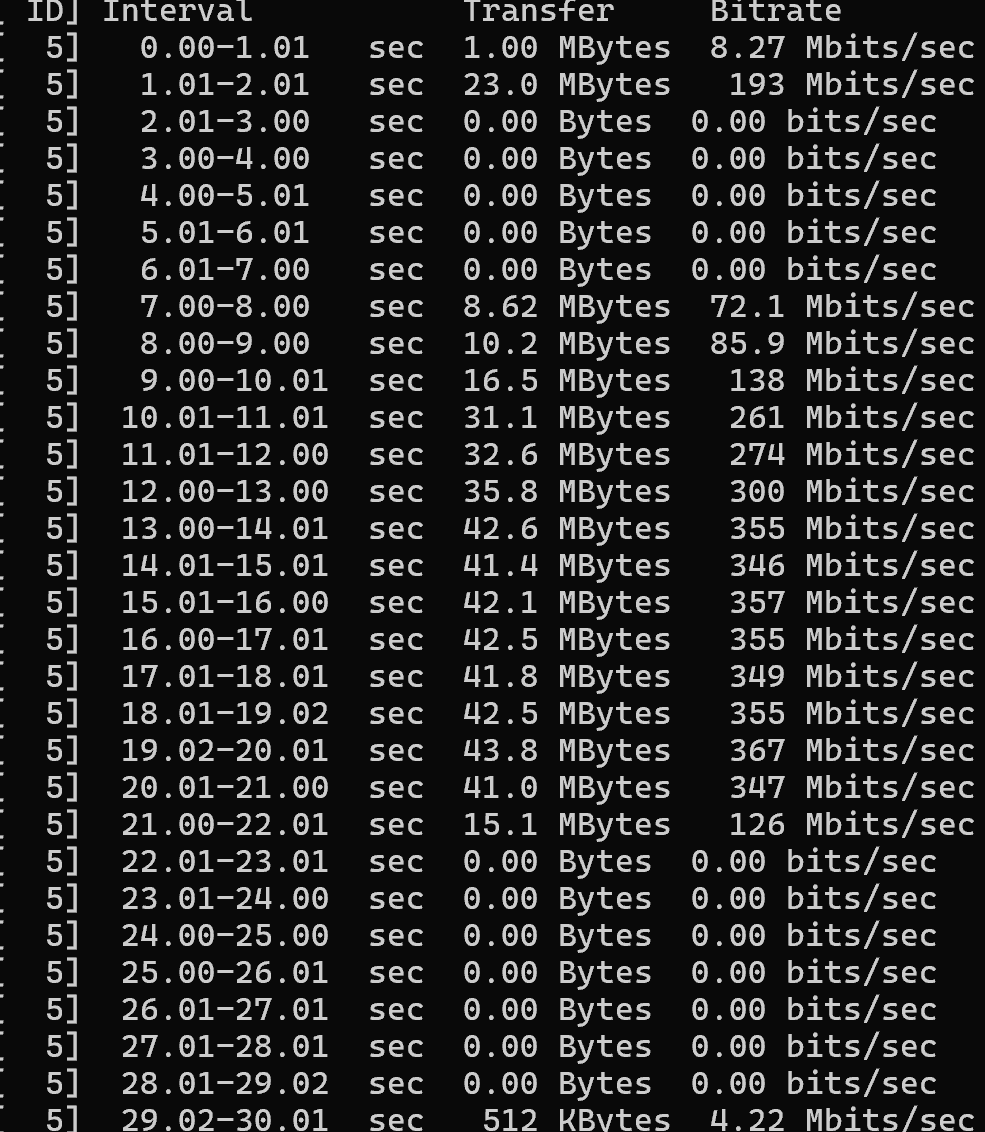 ID] Interval Transfer Bitrate
5] 0.00-1.01 sec 1.00 MBytes 8.27 Mbits/sec
5] 1.01-2.01 sec 23.0 MBytes 193 Mbits/sec
5] 2.01-3.00 sec 0.00 Bytes 0.00 bits/sec
5] 3.00-4.00 sec 0.00 Bytes 0.00 bits/sec
5] 4.00-5.01 sec 0.00 Bytes 0.00 bits/sec
5] 5.01-6.01 sec 0.00 Bytes 0.00 bits/sec
5] 6.01-7.00 sec 0.00 Bytes 0.00 bits/sec
5] 7.00-8.00 sec 8.62 MBytes 72.1 Mbits/sec
5] 8.00-9.00 sec 10.2 MBytes 85.9 Mbits/sec
5] 9.00-10.01 sec 16.5 MBytes 138 Mbits/sec
5] 10.01-11.01 sec 31.1 MBytes 261 Mbits/sec
5] 11.01-12.00 sec 32.6 MBytes 274 Mbits/sec
5] 12.00-13.00 sec 35.8 MBytes 300 Mbits/sec
5] 13.00-14.01 sec 42.6 MBytes 355 Mbits/sec
5] 14.01-15.01 sec 41.4 MBytes 346 Mbits/sec
5] 15.01-16.00 sec 42.1 MBytes 357 Mbits/sec
5] 16.00-17.01 sec 42.5 MBytes 355 Mbits/sec
5] 17.01-18.01 sec 41.8 MBytes 349 Mbits/sec
5] 18.01-19.02 sec 42.5 MBytes 355 Mbits/sec
5] 19.02-20.01 sec 43.8 MBytes 367 Mbits/sec
5] 20.01-21.00 sec 41.0 MBytes 347 Mbits/sec
5] 21.00-22.01 sec 15.1 MBytes 126 Mbits/sec
5] 22.01-23.01 sec 0.00 Bytes 0.00 bits/sec
5] 23.01-24.00 sec 0.00 Bytes 0.00 bits/sec
5] 24.00-25.00 sec 0.00 Bytes 0.00 bits/sec
5] 25.00-26.01 sec 0.00 Bytes 0.00 bits/sec
5] 26.01-27.01 sec 0.00 Bytes 0.00 bits/sec
5] 27.01-28.01 sec 0.00 Bytes 0.00 bits/sec
5] 28.01-29.02 sec 0.00 Bytes 0.00 bits/sec
5] 29.02-30.01 sec 512 KBytes 4.22 Mbits/sec